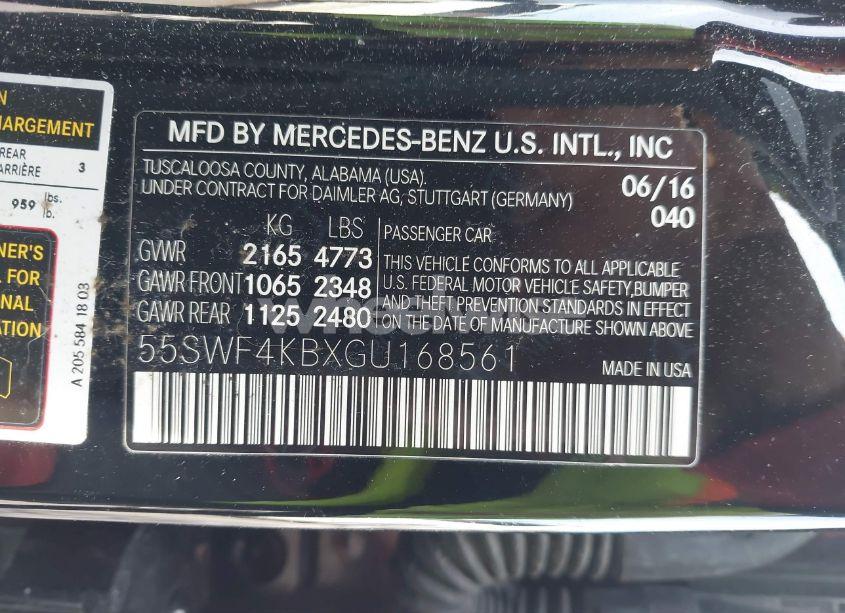 N
HARGEMENT
REAR
ARRIÈRE
3
959
lbs.
lb.
NER'S
L FOR
ONAL
ATION
A 205 584 18 03
MFD BY MERCEDES-BENZ U.S. INTL., INC
TUSCALOOSA COUNTY, ALABAMA (USA).
UNDER CONTRACT FOR DAIMLER AG, STUTTGART (GERMANY)
06/16
040
KG LBS
GVWR 2165 4773
GAWR FRONT 1065 2348
GAWR REAR 1125 2480
PASSENGER CAR
THIS VEHICLE CONFORMS TO ALL APPLICABLE
U.S. FEDERAL MOTOR VEHICLE SAFETY,BUMPER
AND THEFT PREVENTION STANDARDS IN EFFECT
ON THE DATE OF MANUFACTURE SHOWN ABOVE.
55SWF4KBXGU168561
MADE IN USA